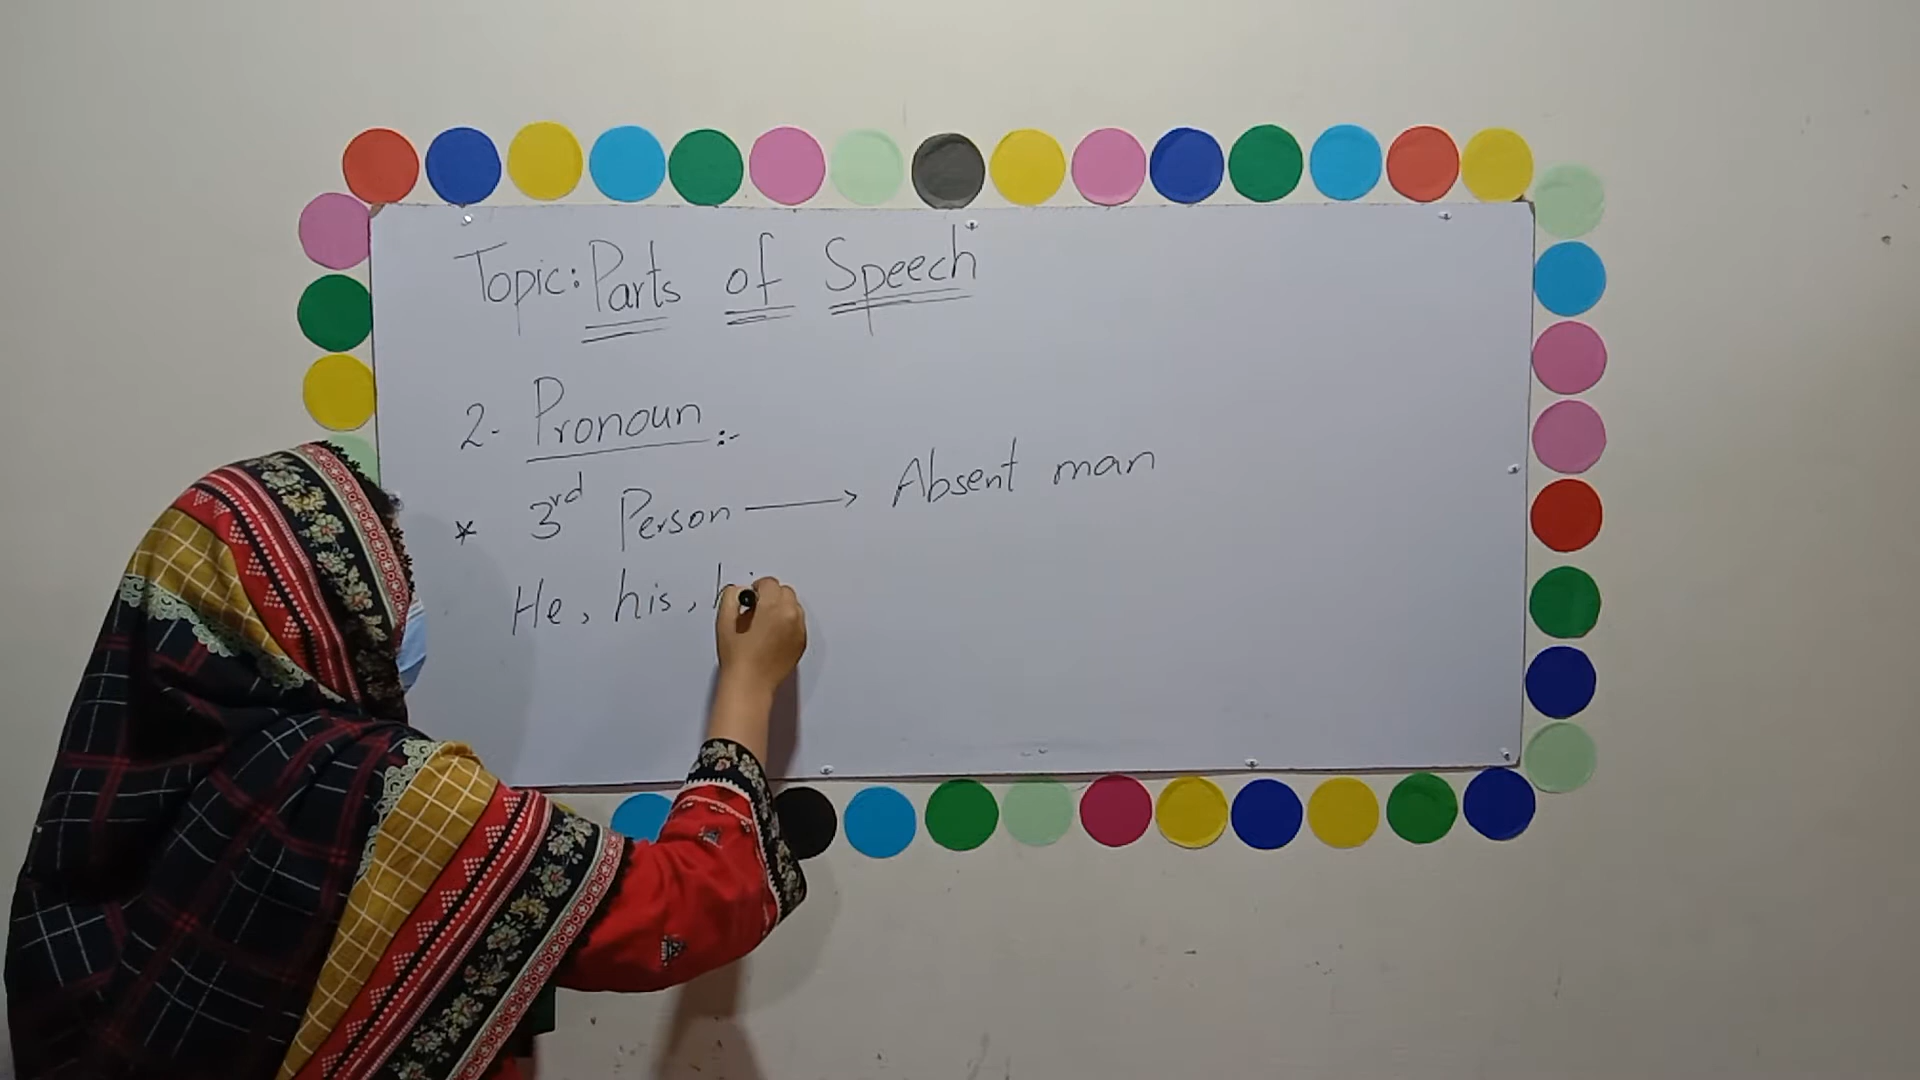 Topic: Parts of Speech
2- Pronoun :-
* 3rd Person → Absent man
He, his,